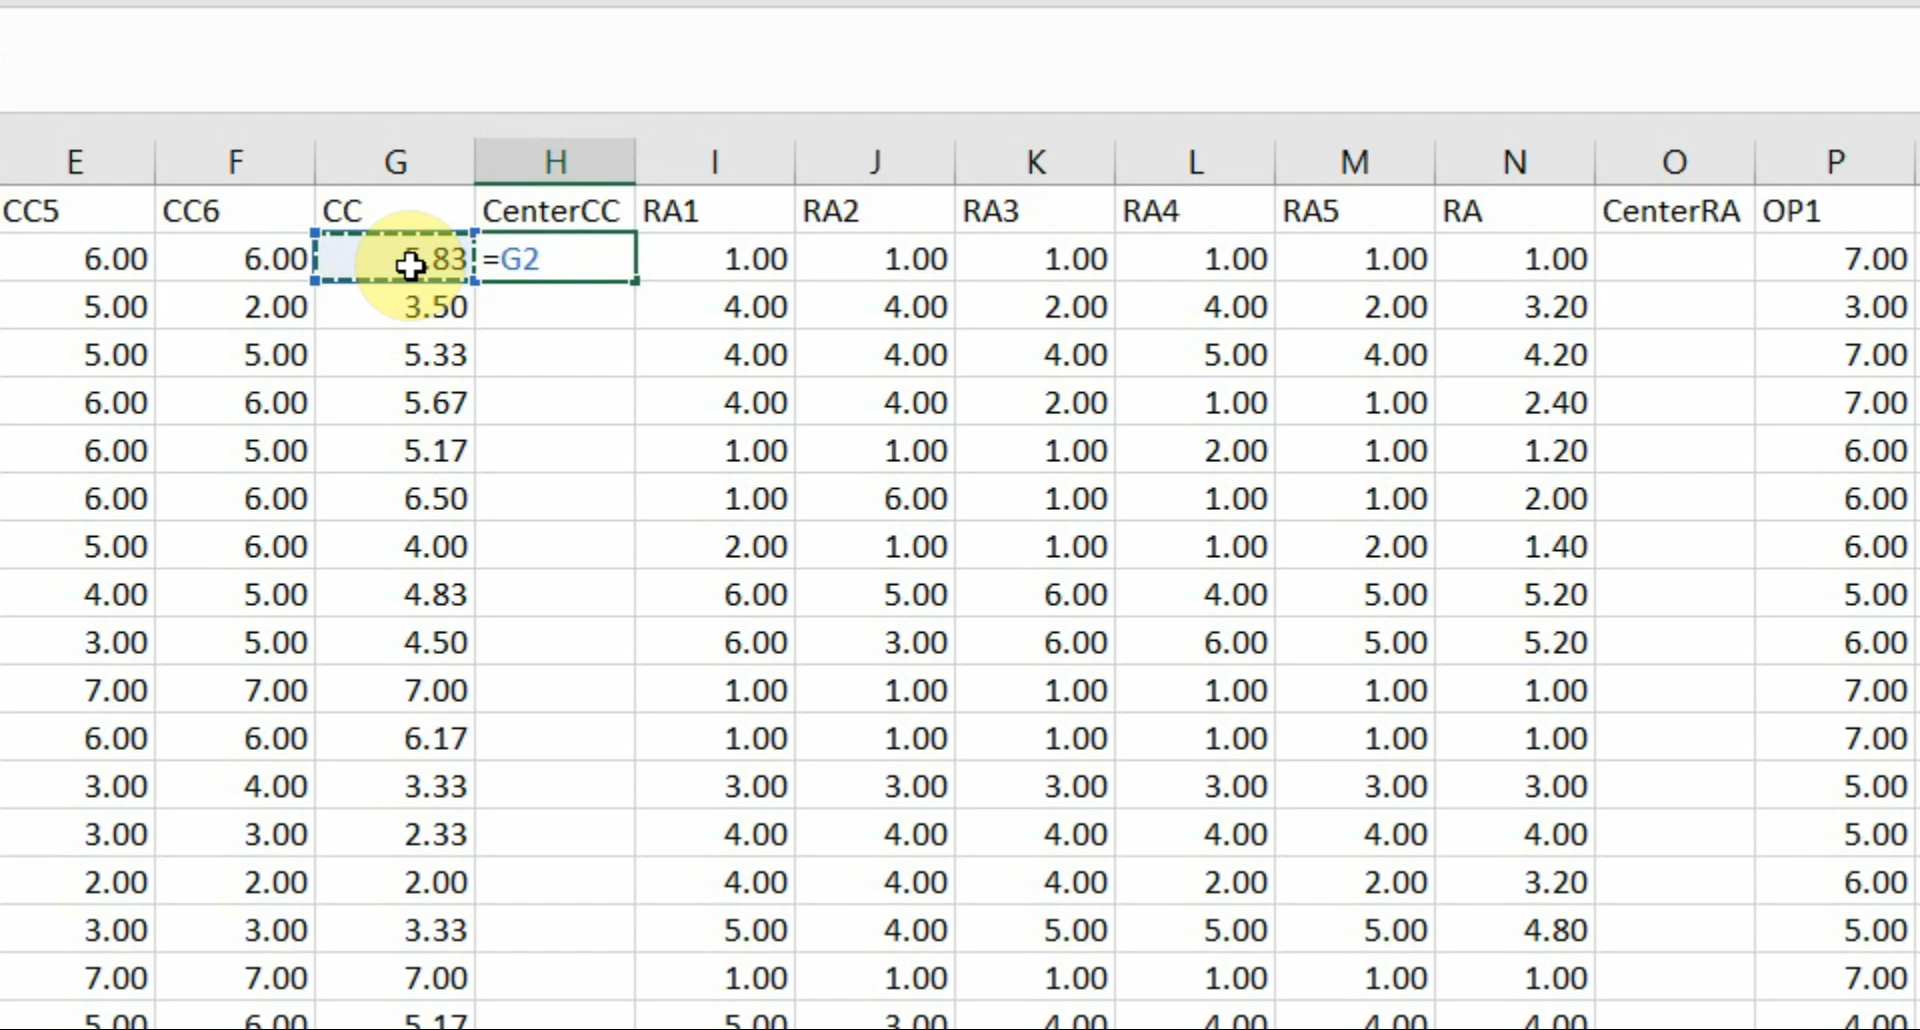 E F G H I J K L M N O P
CC5 CC6 CC CenterCC RA1 RA2 RA3 RA4 RA5 RA CenterRA OP1
6.00 6.00 5.83 =G2 1.00 1.00 1.00 1.00 1.00 1.00 7.00
5.00 2.00 3.50 4.00 4.00 2.00 4.00 2.00 3.20 3.00
5.00 5.00 5.33 4.00 4.00 4.00 5.00 4.00 4.20 7.00
6.00 6.00 5.67 4.00 4.00 2.00 1.00 1.00 2.40 7.00
6.00 5.00 5.17 1.00 1.00 1.00 2.00 1.00 1.20 6.00
6.00 6.00 6.50 1.00 6.00 1.00 1.00 1.00 2.00 6.00
5.00 6.00 4.00 2.00 1.00 1.00 1.00 2.00 1.40 6.00
4.00 5.00 4.83 6.00 5.00 6.00 4.00 5.00 5.20 5.00
3.00 5.00 4.50 6.00 3.00 6.00 6.00 5.00 5.20 6.00
7.00 7.00 7.00 1.00 1.00 1.00 1.00 1.00 1.00 7.00
6.00 6.00 6.17 1.00 1.00 1.00 1.00 1.00 1.00 7.00
3.00 4.00 3.33 3.00 3.00 3.00 3.00 3.00 3.00 5.00
3.00 3.00 2.33 4.00 4.00 4.00 4.00 4.00 4.00 5.00
2.00 2.00 2.00 4.00 4.00 4.00 2.00 2.00 3.20 6.00
3.00 3.00 3.33 5.00 4.00 5.00 5.00 5.00 4.80 5.00
7.00 7.00 7.00 1.00 1.00 1.00 1.00 1.00 1.00 7.00
5.00 6.00 5.17 5.00 3.00 4.00 4.00 4.00 4.00 4.00